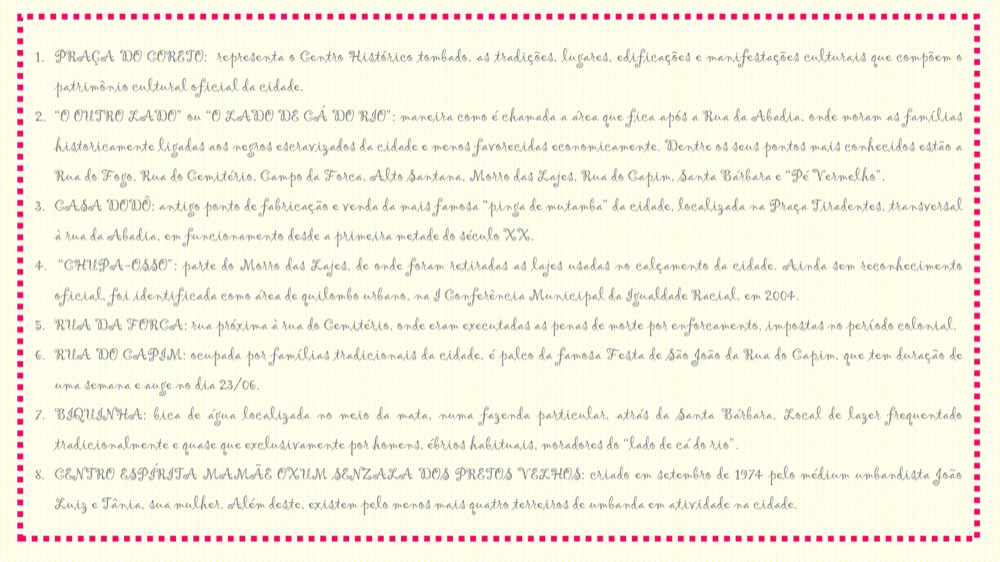 1. PRAÇA DO CORETO: representa o Centro Histórico tombado, as tradições, lugares, edificações e manifestações culturais que compõem o
patrimônio cultural oficial da cidade.
2. "O OUTRO LADO" ou "O LADO DE CÁ DO RIO": maneira como é chamada a área que fica após a Rua da Abadia, onde moram as famílias
historicamente ligadas aos negros escravizados da cidade e menos favorecidas economicamente. Dentre os seus pontos mais conhecidos estão a
Rua do Fogo, Rua do Cemitério, Campo da Forca, Alto Santana, Morro das Lajes, Rua do Capim, Santa Bárbara e "Pé Vermelho".
3. CASA DODÔ: antigo ponto de fabricação e venda da mais famosa "pinga de mutamba" da cidade, localizada na Praça Tiradentes, transversal
à rua da Abadia, em funcionamento desde a primeira metade do século XX.
4. "CHUPA-OSSO": parte do Morro das Lajes, de onde foram retiradas as lajes usadas no calçamento da cidade. Ainda sem reconhecimento
oficial, foi identificada como área de quilombo urbano, na I Conferência Municipal da Igualdade Racial, em 2004.
5. RUA DA FORCA: rua próxima à rua do Cemitério, onde eram executadas as penas de morte por enforcamento, impostas no período colonial.
6. RUA DO CAPIM: ocupada por famílias tradicionais da cidade, é palco da famosa Festa de São João da Rua do Capim, que tem duração de
uma semana e auge no dia 23/06.
7. BIQUINHA: bica de água localizada no meio da mata, numa fazenda particular, atrás da Santa Bárbara. Local de lazer frequentado
tradicionalmente e quase que exclusivamente por homens, ébrios habituais, moradores do "lado de cá do rio".
8. CENTRO ESPÍRITA MAMÃE OXUM SENZALA DOS PRETOS VELHOS: criado em setembro de 1974 pelo médium umbandista João
Luiz e Tânia, sua mulher. Além deste, existem pelo menos mais quatro terreiros de umbanda em atividade na cidade.